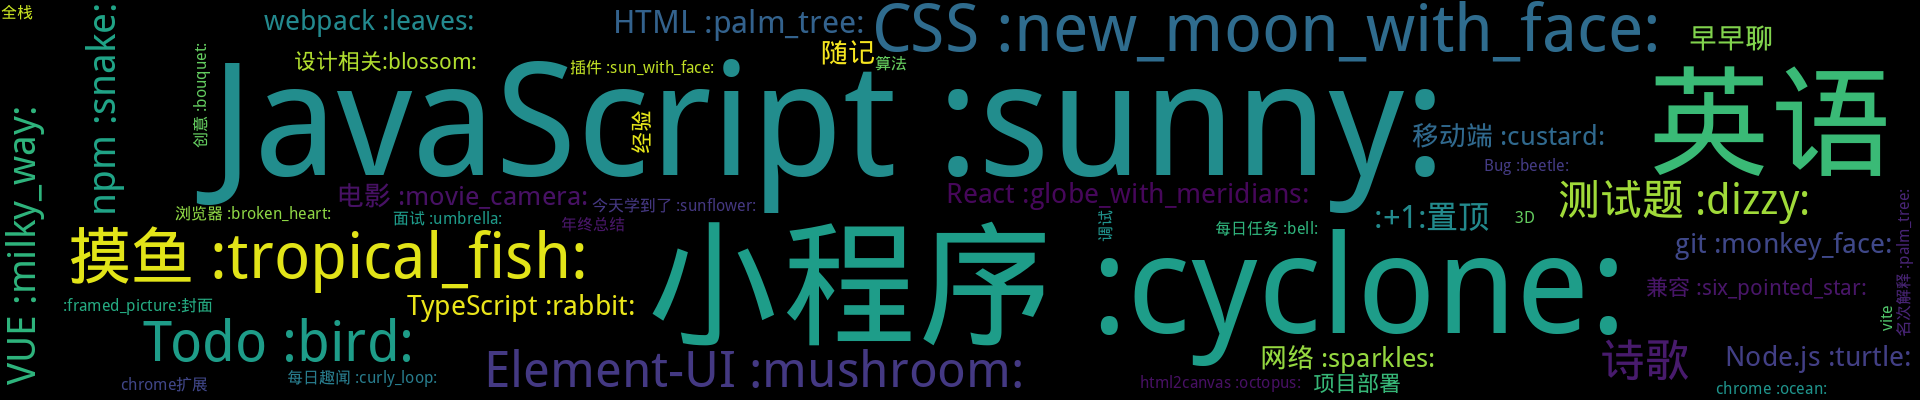 全栈
webpack :leaves:
HTML :palm_tree:
CSS :new_moon_with_face:
早早聊
npm :snake:
创意 :bouquet:
设计相关:blossom:
插件 :sun_with_face:
随记
算法
JavaScript :sunny:
经验
英语
移动端 :custard:
Bug :beetle:
VUE :milky_way:
电影 :movie_camera:
今天学到了 :sunflower:
React :globe_with_meridians:
测试题 :dizzy:
浏览器 :broken_heart:
面试 :umbrella:
年终总结
调试
每日任务 :bell:
:+1:置顶
3D
摸鱼 :tropical_fish:
小程序 :cyclone:
git :monkey_face:
名次解释 :palm_tree:
兼容 :six_pointed_star:
:framed_picture:封面
TypeScript :rabbit:
vite
Todo :bird:
Element-UI :mushroom:
网络 :sparkles:
诗歌
Node.js :turtle:
chrome扩展
每日趣闻 :curly_loop:
html2canvas :octopus:
项目部署
chrome :ocean: